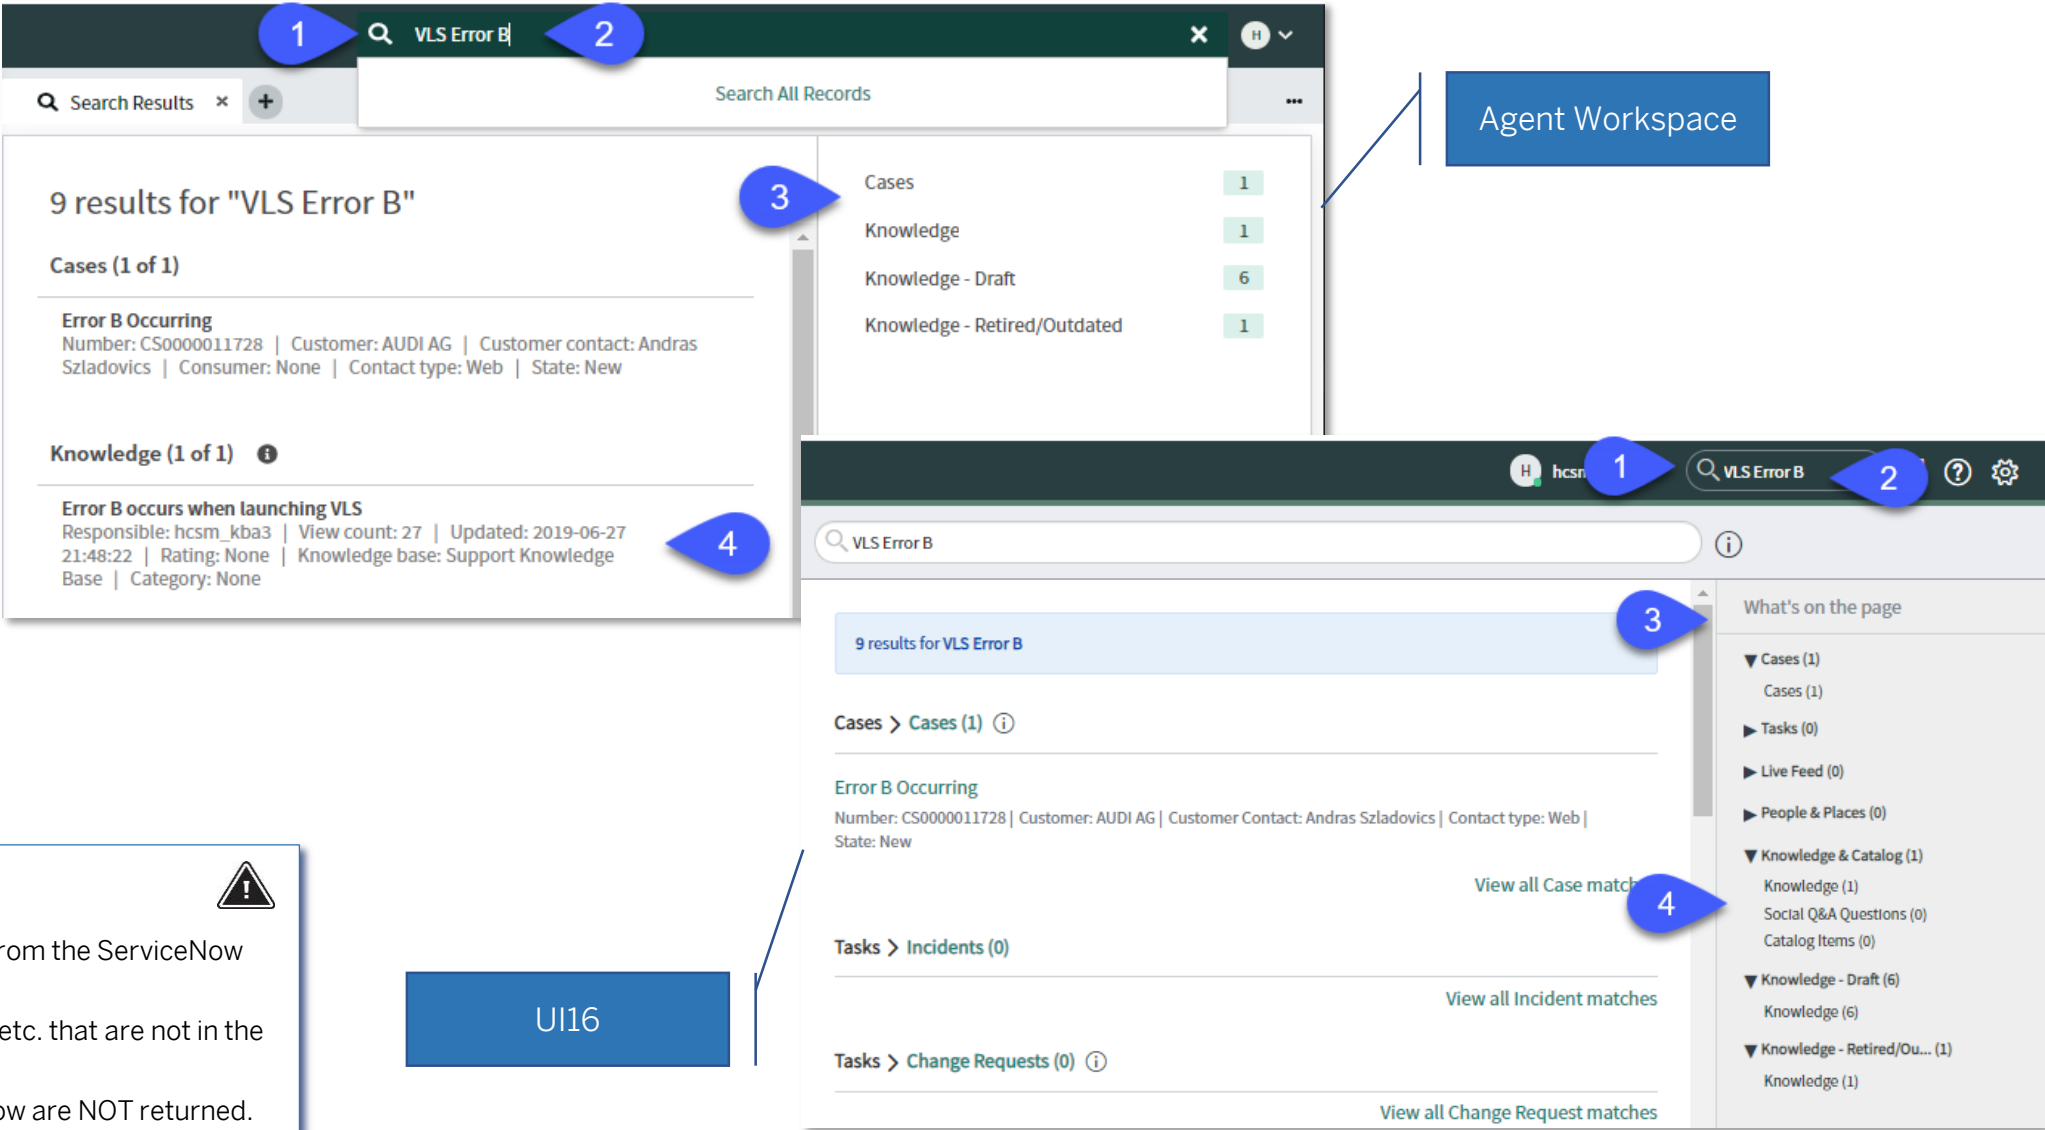 1
VLS Error B
2
H
Search All Records
Search Results
9 results for "VLS Error B"
Cases (1 of 1)
Error B Occurring
Number: CS0000011728 | Customer: AUDI AG | Customer contact: Andras
Szladovics | Consumer: None | Contact type: Web | State: New
Knowledge (1 of 1)
Error B occurs when launching VLS
Responsible: hcsm_kba3 | View count: 27 | Updated: 2019-06-27
21:48:22 | Rating: None | Knowledge base: Support Knowledge
Base | Category: None
4
3
Cases 1
Knowledge 1
Knowledge - Draft 6
Knowledge - Retired/Outdated 1
Agent Workspace
H
1
VLS Error B
2
VLS Error B
9 results for VLS Error B
Cases > Cases (1)
Error B Occurring
Number: CS0000011728 | Customer: AUDI AG | Customer Contact: Andras Szladovics | Contact type: Web |
State: New
View all Case
Tasks > Incidents (0)
View all Incident matches
Tasks > Change Requests (0)
View all Change Request matches
3
What's on the page
Cases (1)
Cases (1)
Tasks (0)
Live Feed (0)
People & Places (0)
Knowledge & Catalog (1)
4
Knowledge (1)
Social Q&A Questions (0)
Catalog Items (0)
Knowledge - Draft (6)
Knowledge (6)
Knowledge - Retired/Ou... (1)
Knowledge (1)
UI16
from the ServiceNow
etc. that are not in the
are NOT returned.